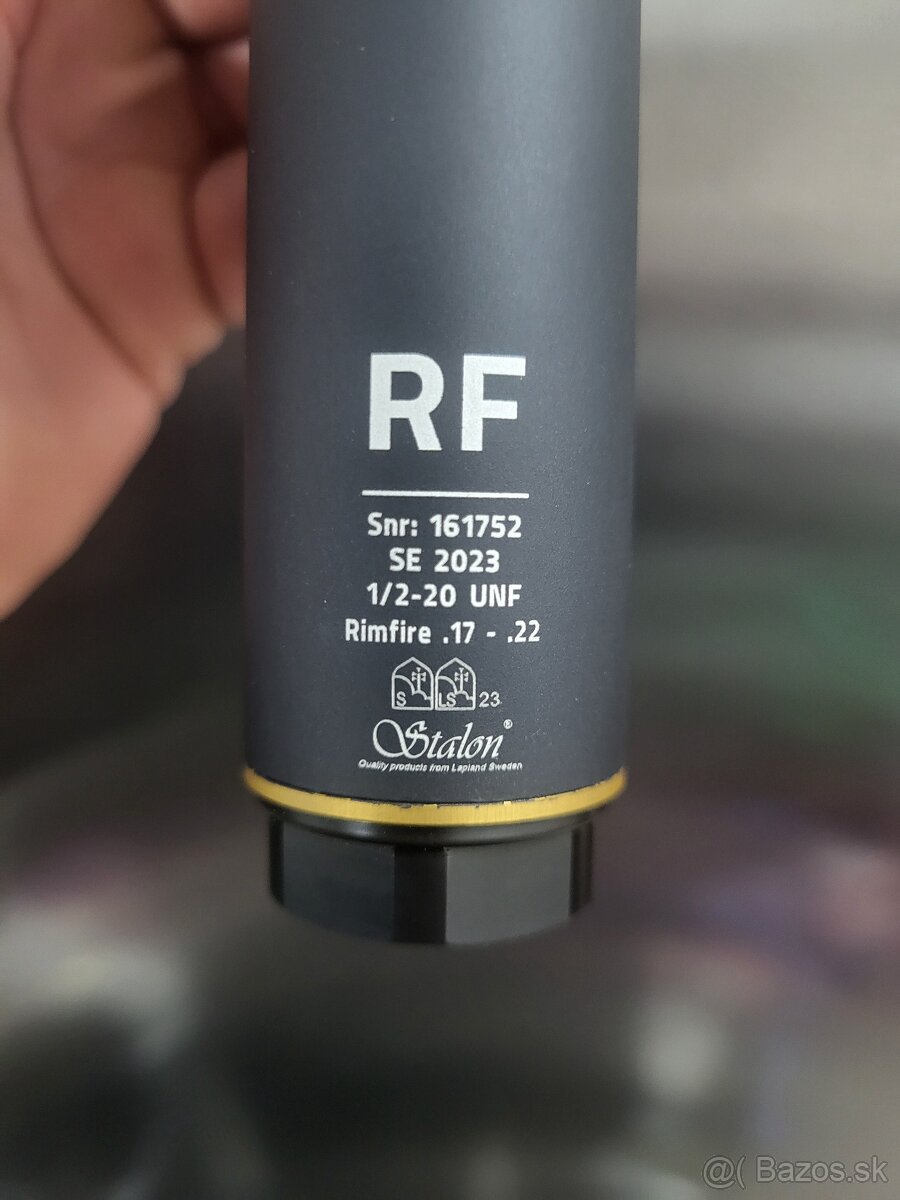 RF
Snr: 161752
SE 2023
1/2-20 UNF
Rimfire .17 - .22
S LS 23
Stalon®
Quality products from Lapland Sweden
@( Bazos.sk